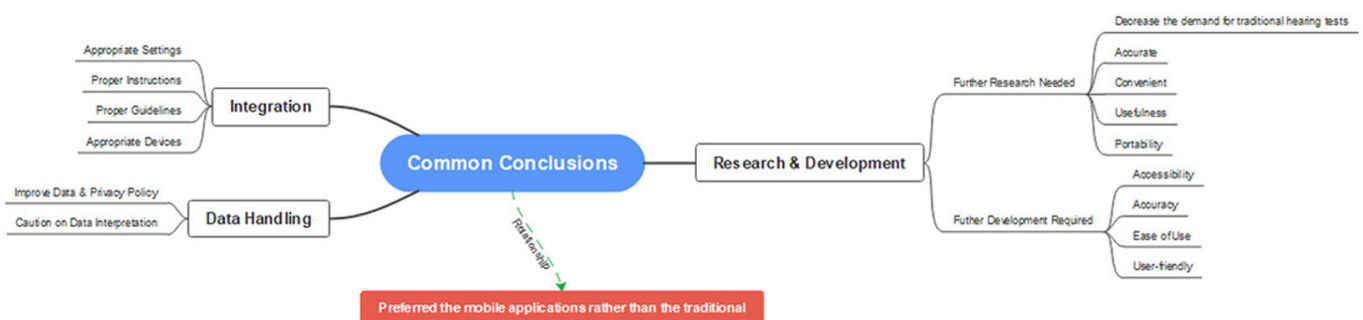 Appropriate Settings
Proper Instructions
Proper Guidelines
Appropriate Devices
Integration
Improve Data & Privacy Policy
Caution on Data Interpretation
Data Handling
Common Conclusions
Relationship
Preferred the mobile applications rather than the traditional
Research & Development
Further Research Needed
Decrease the demand for traditional hearing tests
Accurate
Convenient
Usefulness
Portability
Futher Development Required
Accessibility
Accuracy
Ease of Use
User-friendly